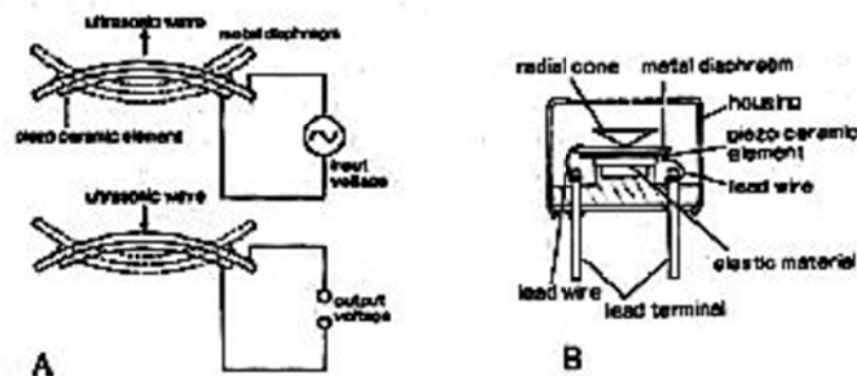 ultrasonic wave
metal diaphragm
piezo ceramic element
input
voltage
ultrasonic wave
output
voltage
A
radial cone
metal diaphragm
housing
piezo ceramic
element
lead wire
elastic material
lead wire
lead terminal
B